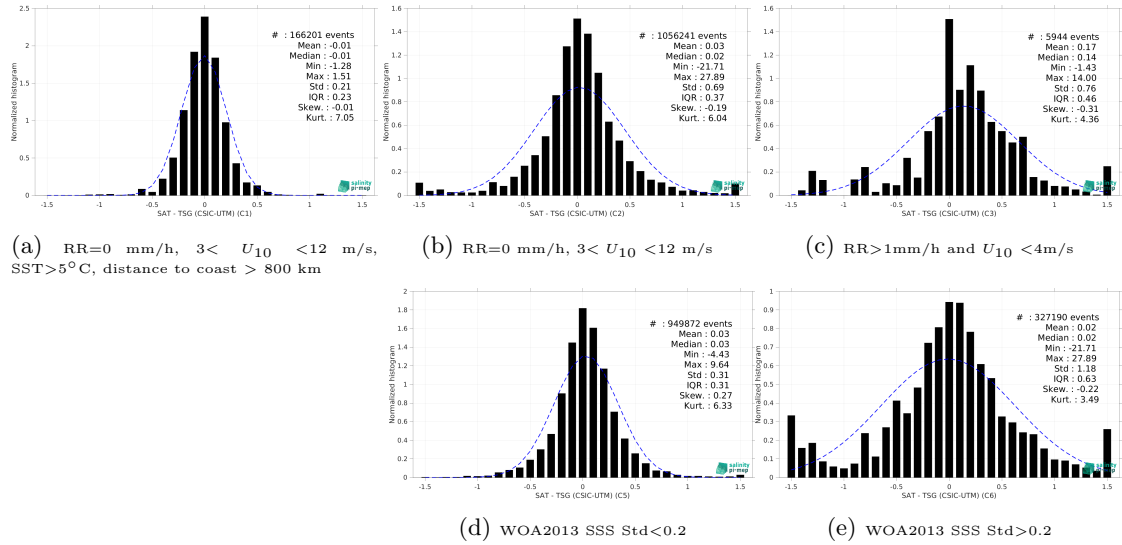 2.5
2
1.5
1
0.5
0
Normalized histogram
# : 166201 events
Mean : -0.01
Median : -0.01
Min : -1.28
Max : 1.51
Std : 0.21
IQR : 0.23
Skew. : -0.01
Kurt. : 7.05
salinity
pi-mep
-1.5 -1 -0.5 0 0.5 1 1.5
SAT - TSG (CSIC-UTM) (C1)
(a) RR=0 mm/h, 3< U10 <12 m/s,
SST>5°C, distance to coast > 800 km
1.6
1.4
1.2
1
0.8
0.6
0.4
0.2
0
Normalized histogram
# : 1056241 events
Mean : 0.03
Median : 0.02
Min : -21.71
Max : 27.89
Std : 0.69
IQR : 0.37
Skew. : -0.19
Kurt. : 6.04
salinity
pi-mep
-1.5 -1 -0.5 0 0.5 1 1.5
SAT - TSG (CSIC-UTM) (C2)
(b) RR=0 mm/h, 3< U10 <12 m/s
1.6
1.4
1.2
1
0.8
0.6
0.4
0.2
0
Normalized histogram
# : 5944 events
Mean : 0.17
Median : 0.14
Min : -1.43
Max : 14.00
Std : 0.76
IQR : 0.46
Skew. : -0.31
Kurt. : 4.36
salinity
pi-mep
-1.5 -1 -0.5 0 0.5 1 1.5
SAT - TSG (CSIC-UTM) (C3)
(c) RR>1mm/h and U10 <4m/s
2
1.8
1.6
1.4
1.2
1
0.8
0.6
0.4
0.2
0
Normalized histogram
# : 949872 events
Mean : 0.03
Median : 0.03
Min : -4.43
Max : 9.64
Std : 0.31
IQR : 0.31
Skew. : 0.27
Kurt. : 6.33
salinity
pi-mep
-1.5 -1 -0.5 0 0.5 1 1.5
SAT - TSG (CSIC-UTM) (C5)
(d) WOA2013 SSS Std<0.2
1
0.9
0.8
0.7
0.6
0.5
0.4
0.3
0.2
0.1
0
Normalized histogram
# : 327190 events
Mean : 0.02
Median : 0.02
Min : -21.71
Max : 27.89
Std : 1.18
IQR : 0.63
Skew. : -0.22
Kurt. : 3.49
salinity
pi-mep
-1.5 -1 -0.5 0 0.5 1 1.5
SAT - TSG (CSIC-UTM) (C6)
(e) WOA2013 SSS Std>0.2